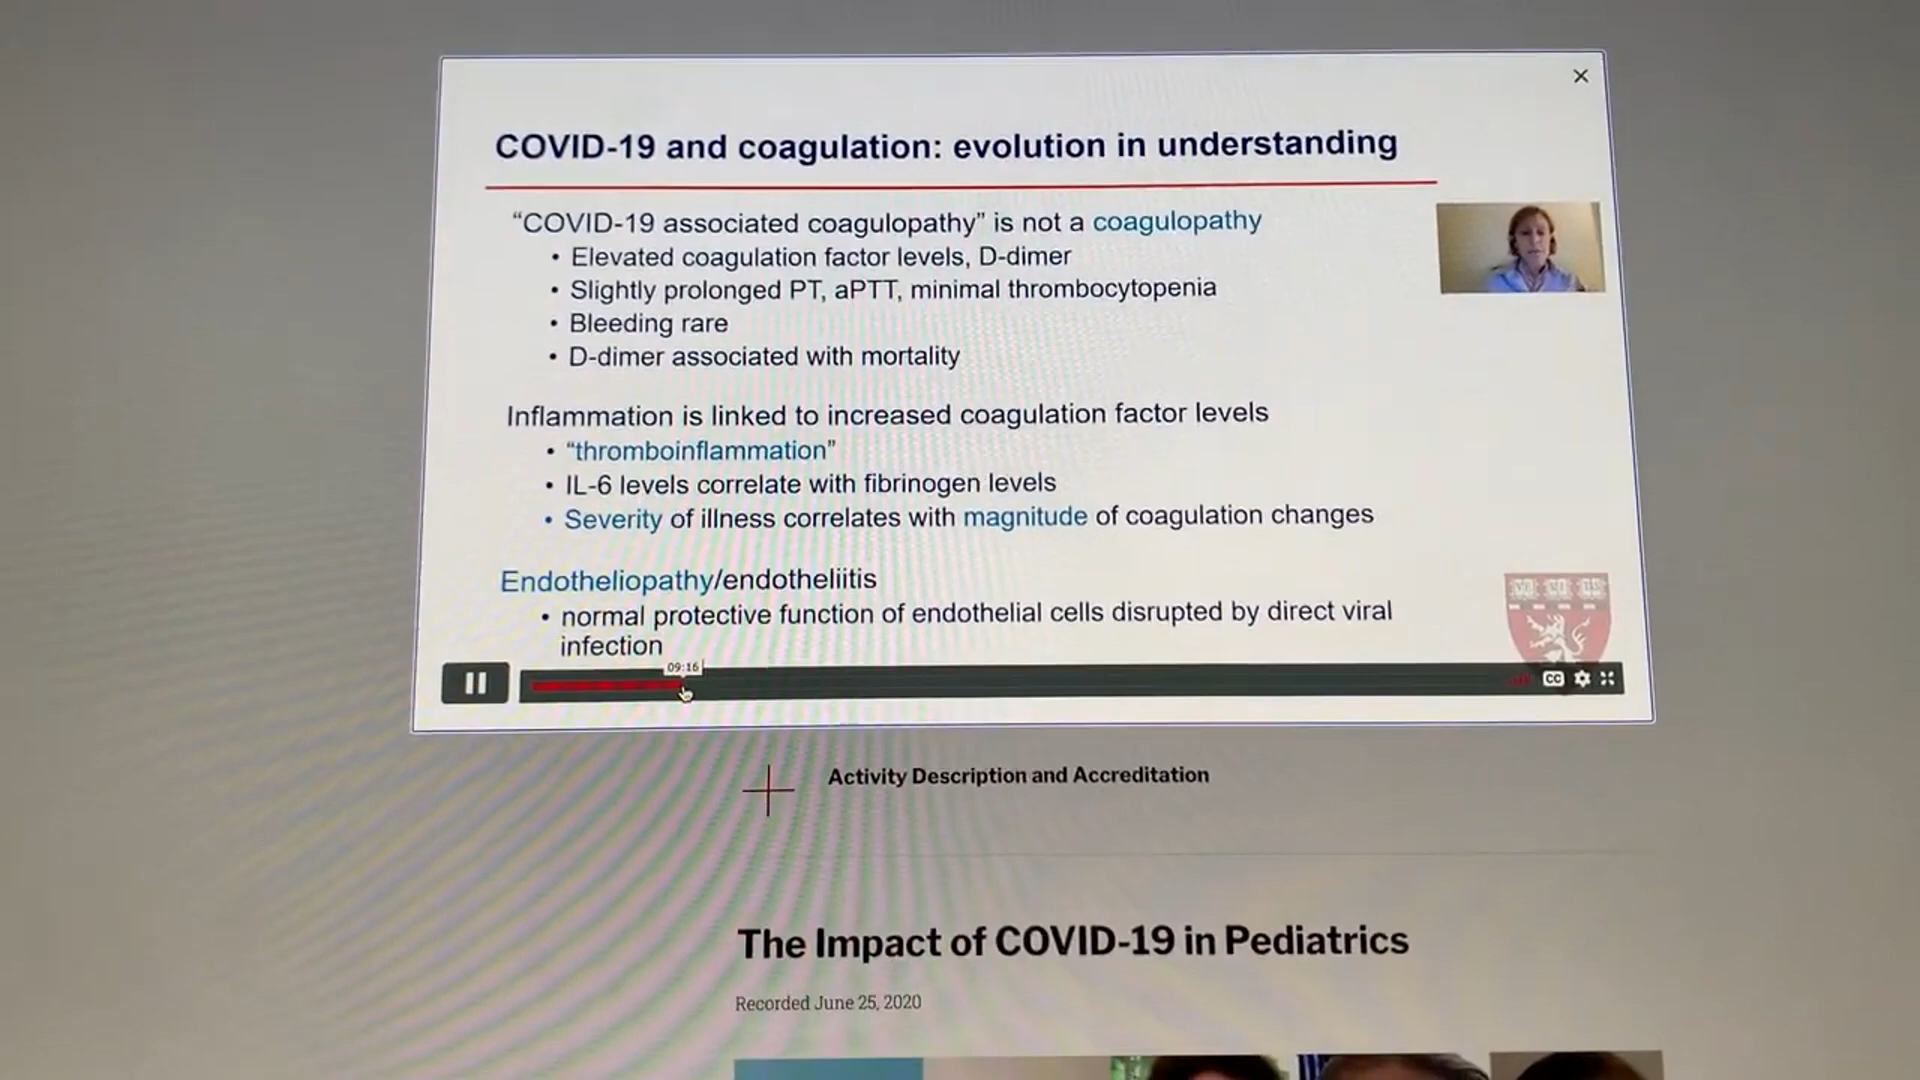 COVID-19 and coagulation: evolution in understanding
“COVID-19 associated coagulopathy” is not a coagulopathy
• Elevated coagulation factor levels, D-dimer
• Slightly prolonged PT, aPTT, minimal thrombocytopenia
• Bleeding rare
• D-dimer associated with mortality
Inflammation is linked to increased coagulation factor levels
• “thromboinflammation”
• IL-6 levels correlate with fibrinogen levels
• Severity of illness correlates with magnitude of coagulation changes
Endotheliopathy/endotheliitis
• normal protective function of endothelial cells disrupted by direct viral
infection
09:16
CC
Activity Description and Accreditation
The Impact of COVID-19 in Pediatrics
Recorded June 25, 2020